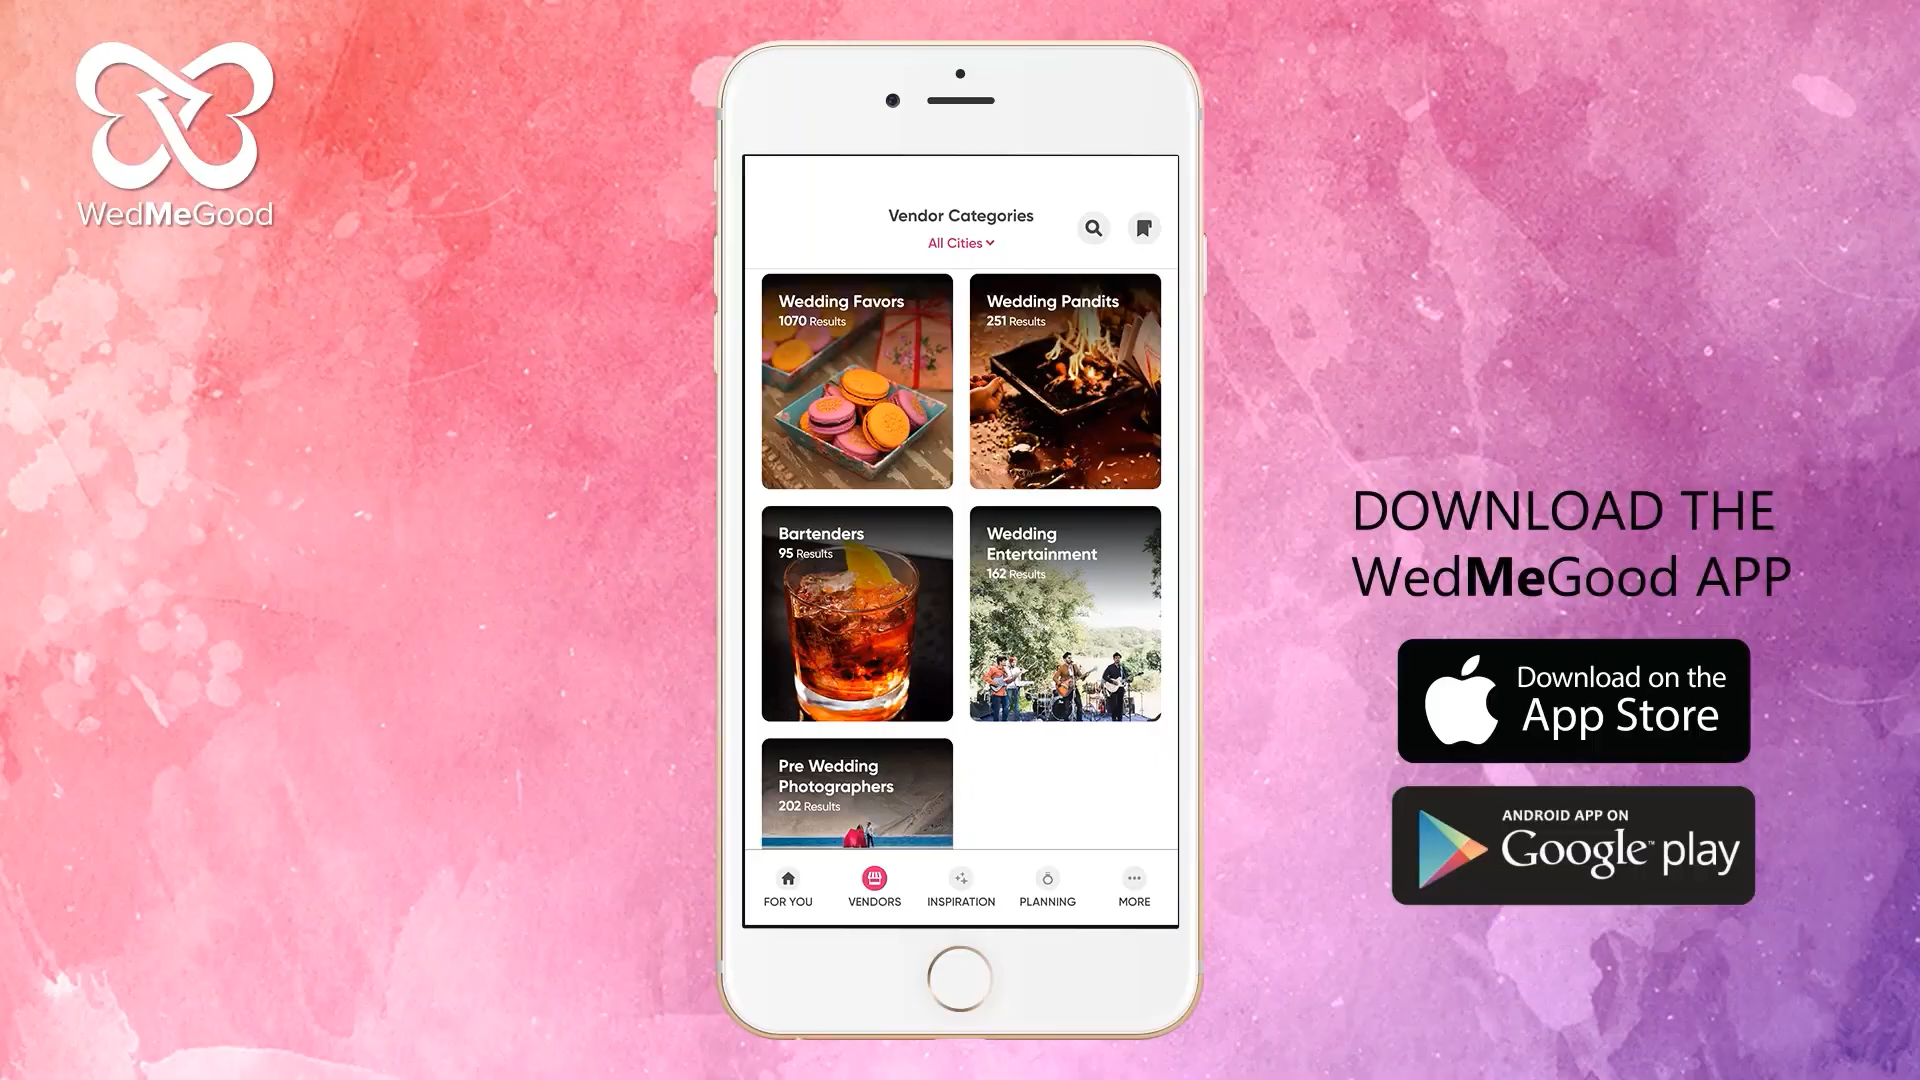 WedMeGood
Vendor Categories
All Cities
Wedding Favors
1070 Results
Wedding Pandits
251 Results
Bartenders
95 Results
Wedding
Entertainment
162 Results
Pre Wedding
Photographers
202 Results
FOR YOU
VENDORS
INSPIRATION
PLANNING
MORE
DOWNLOAD THE
WedMeGood APP
Download on the
App Store
ANDROID APP ON
Google™ play